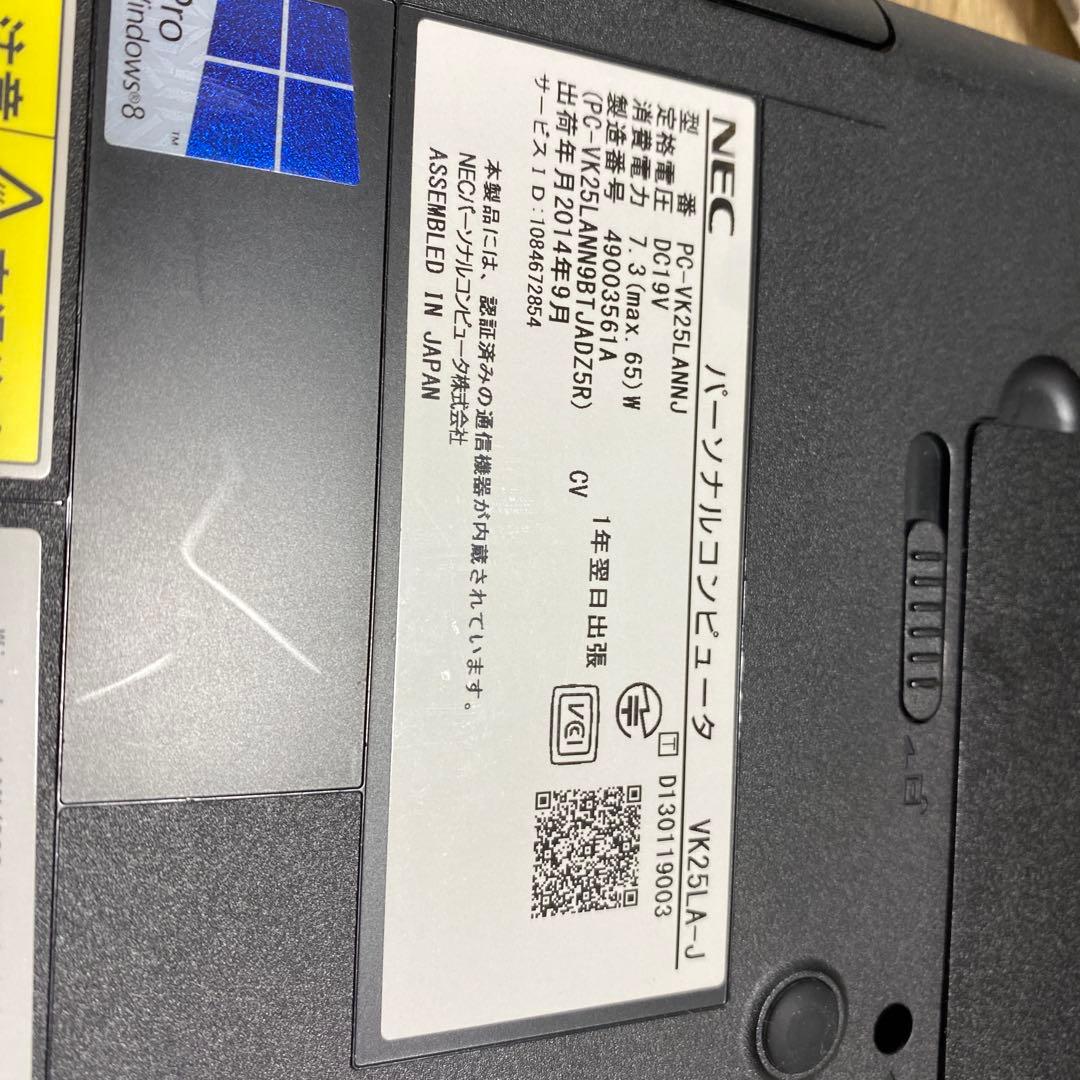 NEC パーソナルコンピュータ VK25LA-J
型 番 PC-VK25LANNJ
定格電圧 DC19V
消費電力 7.3(max.65)W
製造番号 49003561A
(PC-VK25LANN9BTJADZ5R) CV
出荷年月2014年9月
サービスID:1084672854
1年翌日出張
T D130119003
VCI
本製品には、認証済みの通信機器が内蔵されています。
NECパーソナルコンピュータ株式会社
ASSEMBLED IN JAPAN
Pro
Windows®8
TM
注意